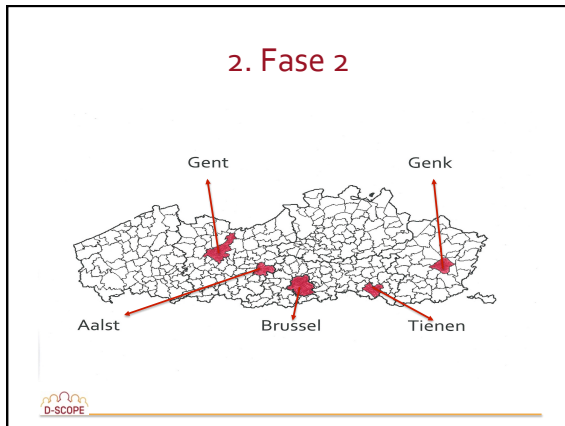 2. Fase 2
Gent
Genk
Aalst
Brussel
Tienen
D-SCOPE